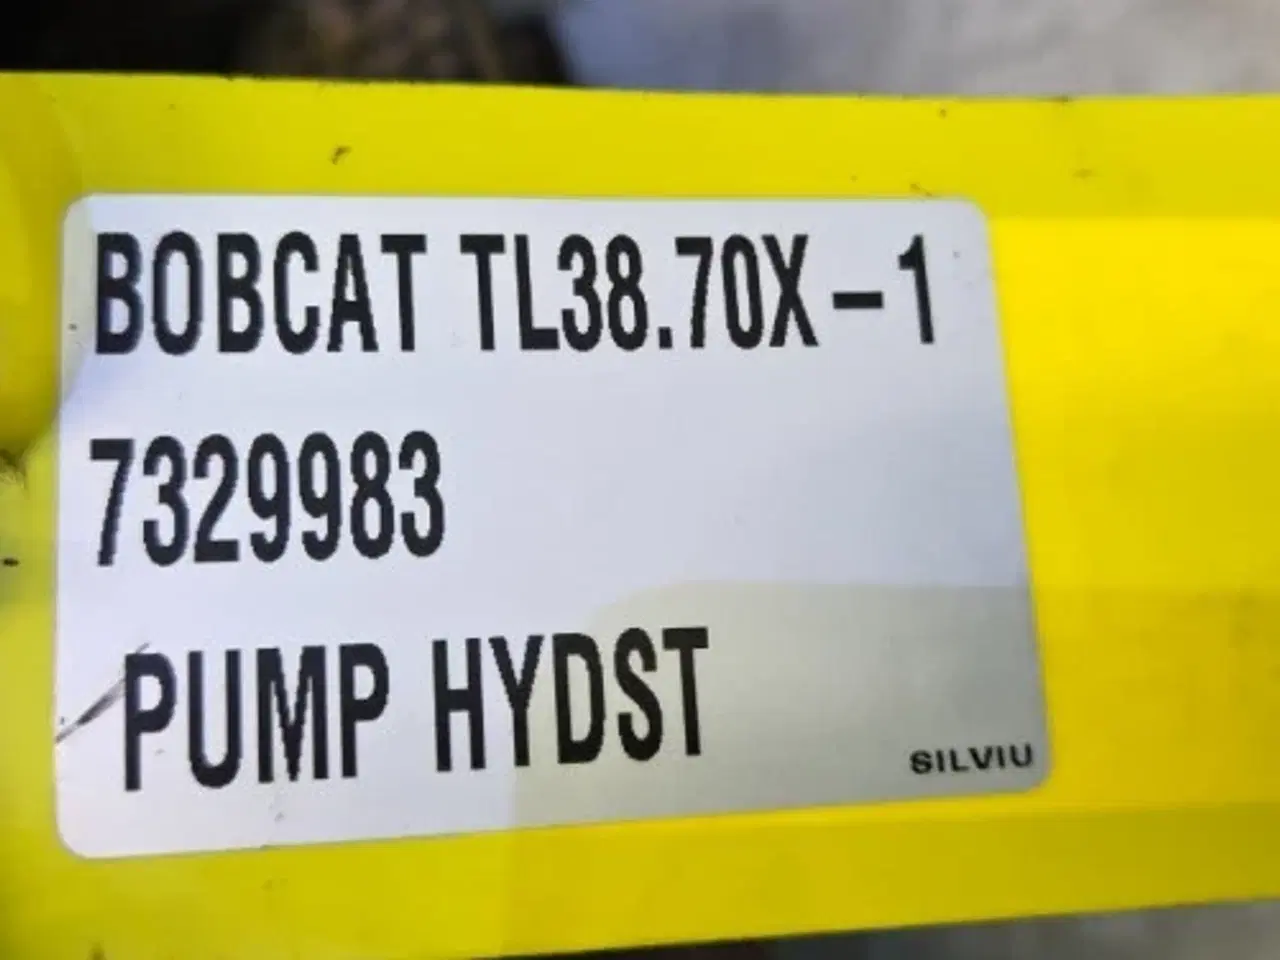 BOBCAT TL38.70X-1
7329983
PUMP HYDST
SILVIU